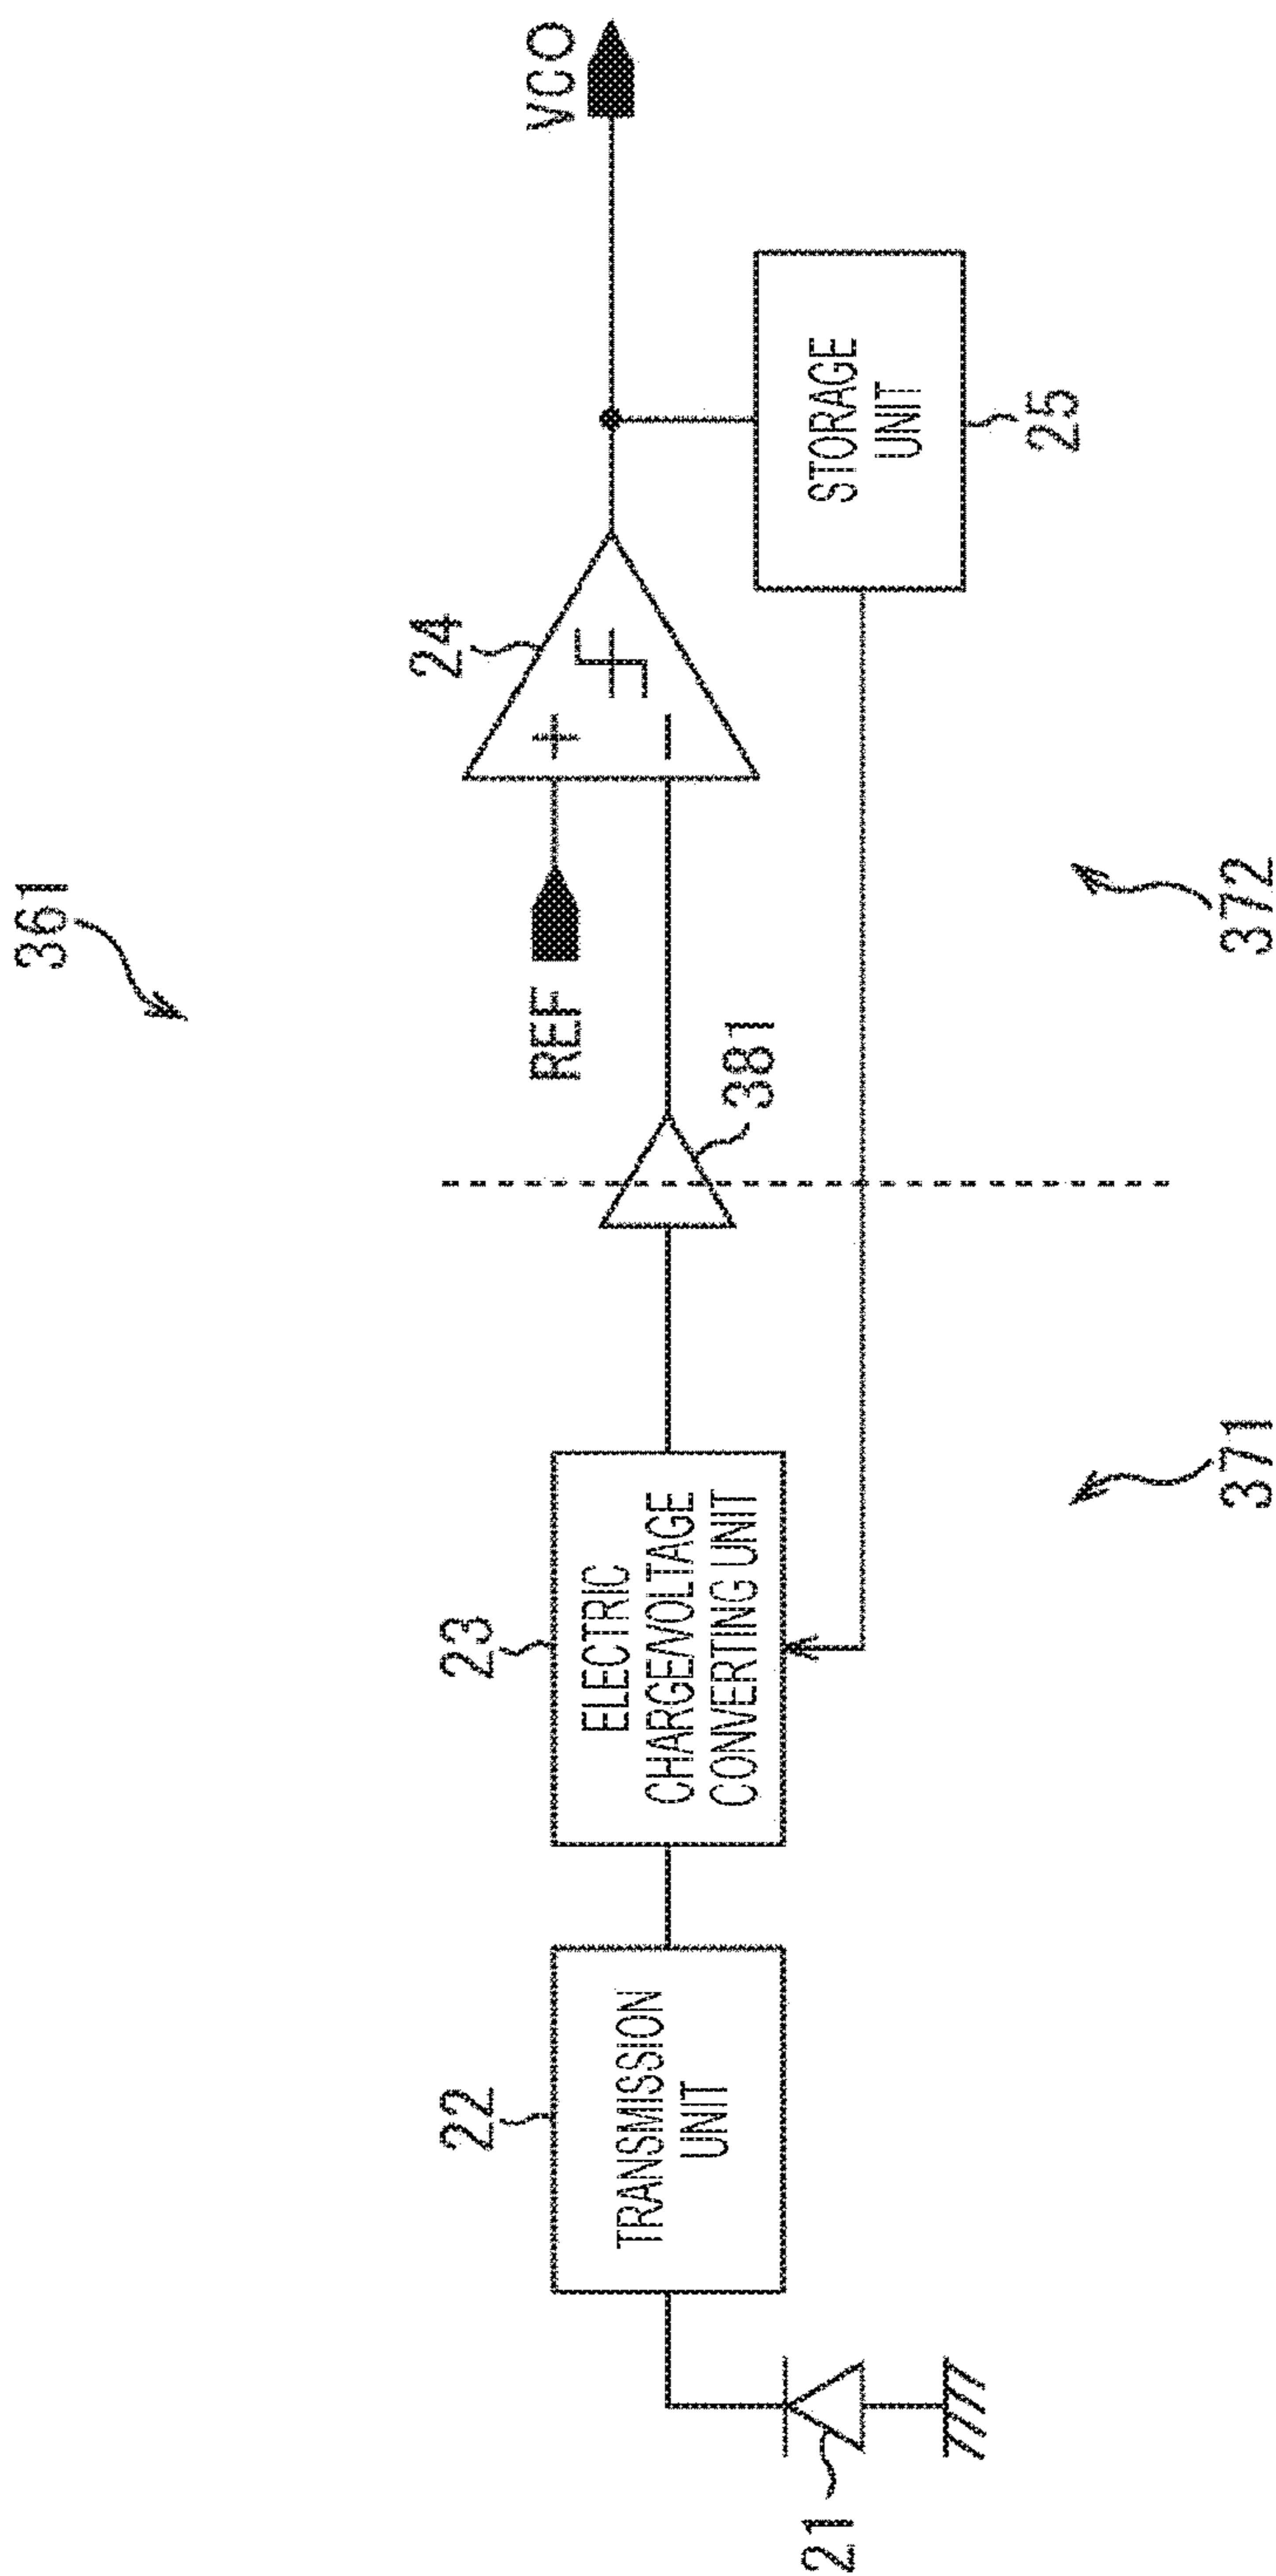 361
VCO
24
+
−
REF
STORAGE
UNIT
25
381
372
23
ELECTRIC
CHARGE/VOLTAGE
CONVERTING UNIT
371
22
TRANSMISSION
UNIT
21